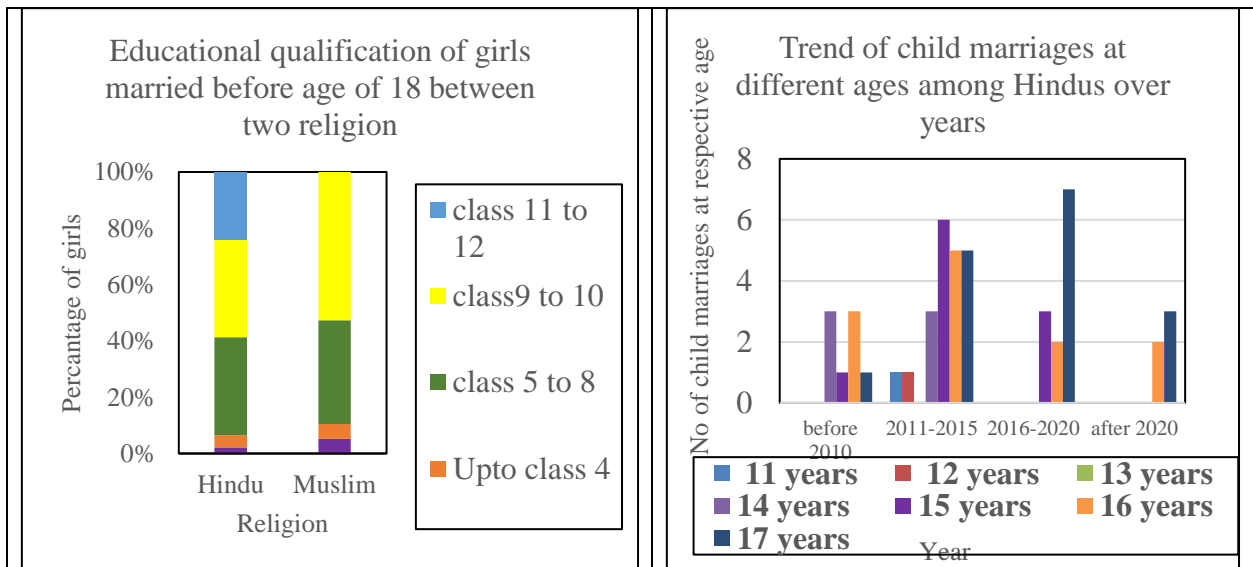 Educational qualification of girls
married before age of 18 between
two religion
Percantage of girls
100%
80%
60%
40%
20%
0%
Hindu Muslim
Religion
class 11 to
12
class9 to 10
class 5 to 8
Upto class 4
Trend of child marriages at
different ages among Hindus over
years
No of child marriages at respective age
8
6
4
2
0
before
2010
2011-2015
2016-2020
after 2020
11 years
12 years
13 years
14 years
15 years
16 years
17 years
Year